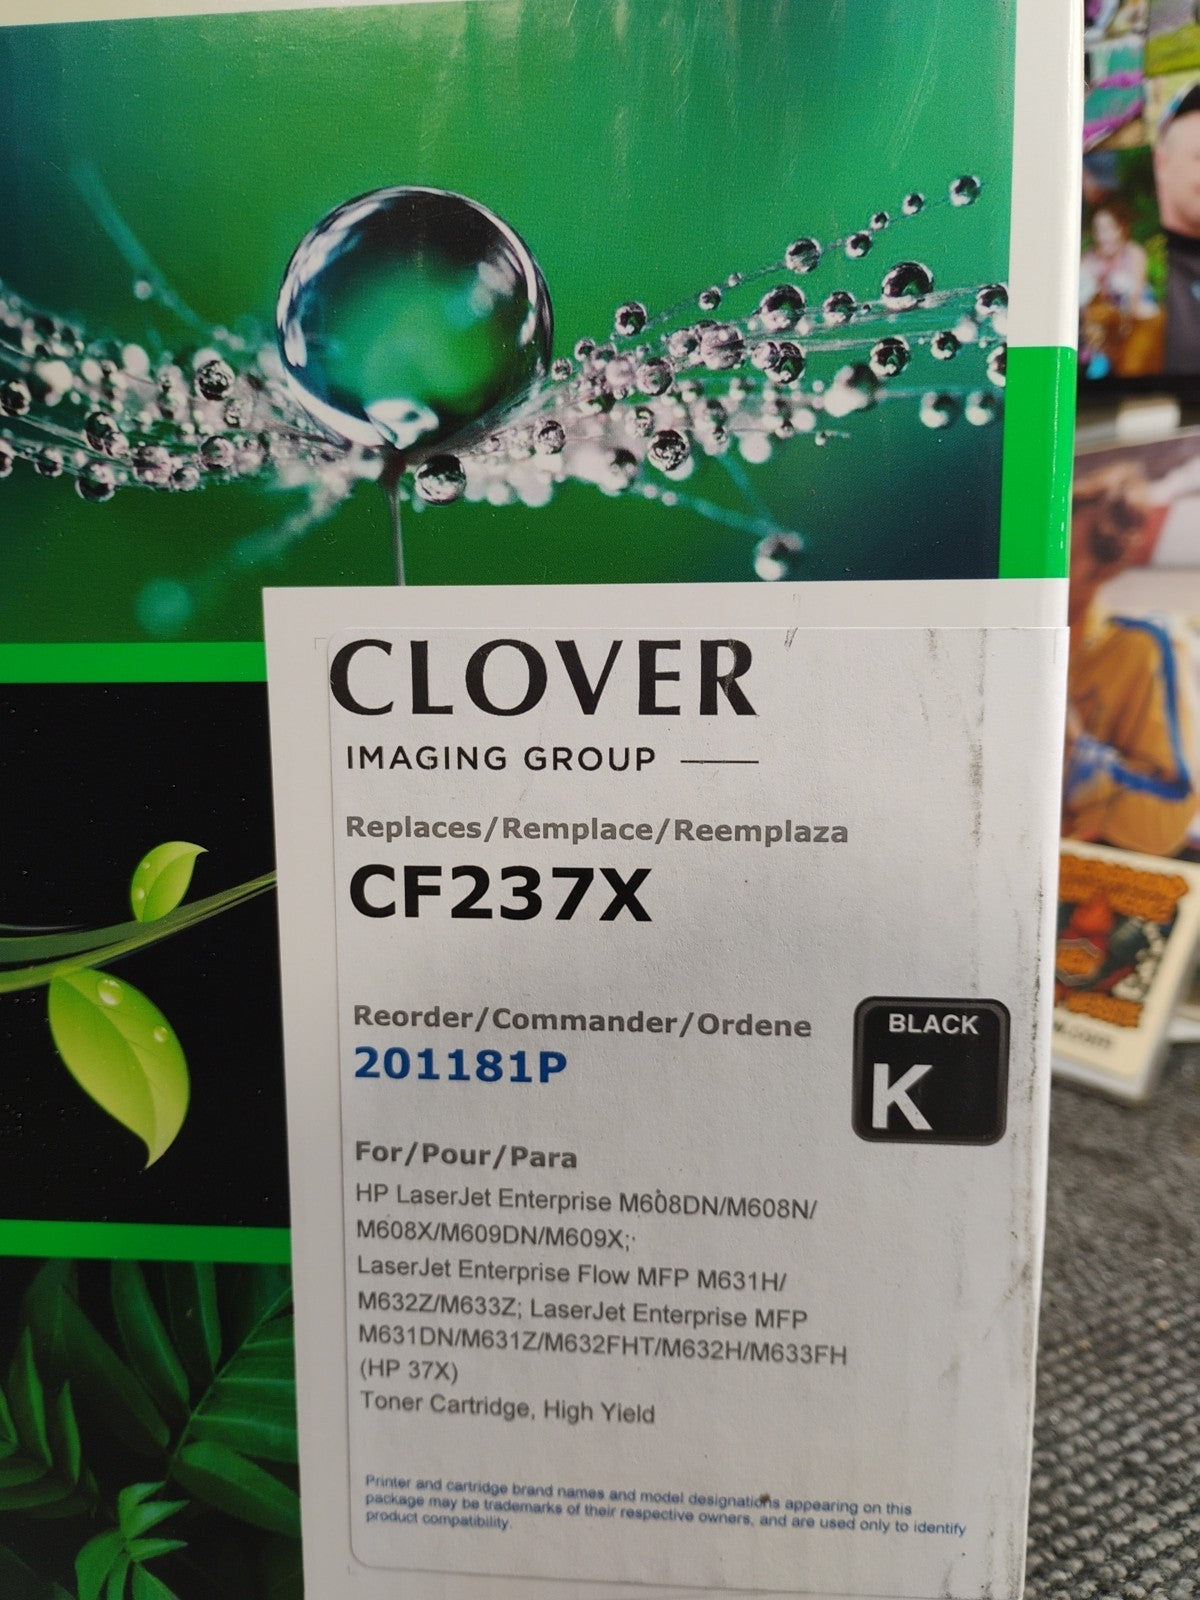 CLOVER
IMAGING GROUP
Replaces/Remplace/Reemplaza
CF237X
Reorder/Commander/Ordene
201181P
BLACK
K
For/Pour/Para
HP LaserJet Enterprise M608DN/M608N/
M608X/M609DN/M609X;
LaserJet Enterprise Flow MFP M631H/
M632Z/M633Z; LaserJet Enterprise MFP
M631DN/M631Z/M632FHT/M632H/M633FH
(HP 37X)
Toner Cartridge, High Yield
Printer and cartridge brand names and model designations appearing on this
package may be trademarks of their respective owners, and are used only to identify
product compatibility.